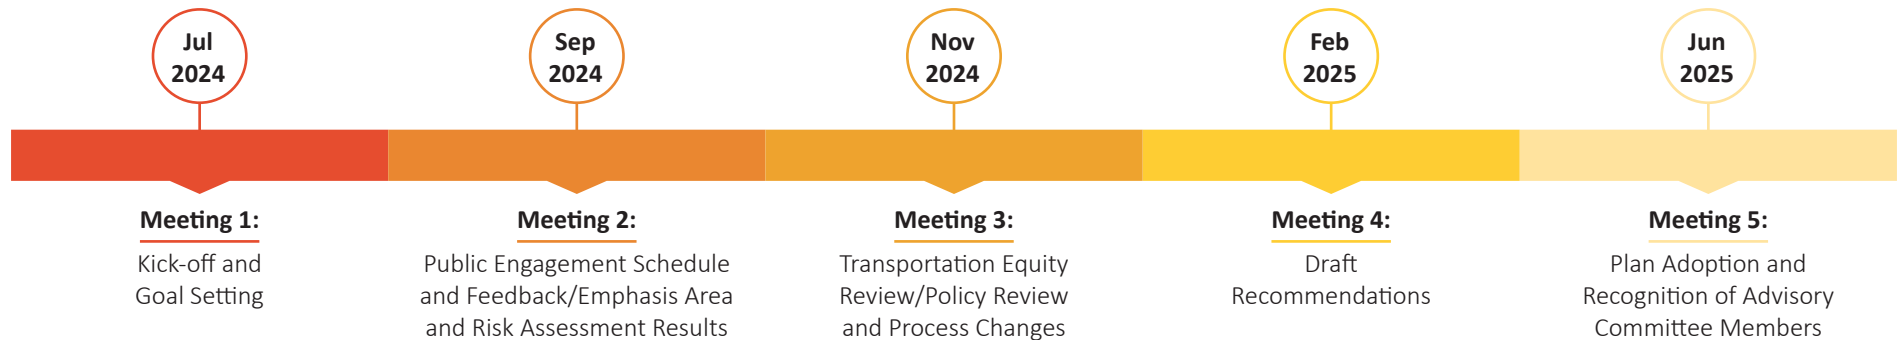 Jul
2024
Sep
2024
Nov
2024
Feb
2025
Jun
2025
Meeting 1:
Kick-off and
Goal Setting
Meeting 2:
Public Engagement Schedule
and Feedback/Emphasis Area
and Risk Assessment Results
Meeting 3:
Transportation Equity
Review/Policy Review
and Process Changes
Meeting 4:
Draft
Recommendations
Meeting 5:
Plan Adoption and
Recognition of Advisory
Committee Members